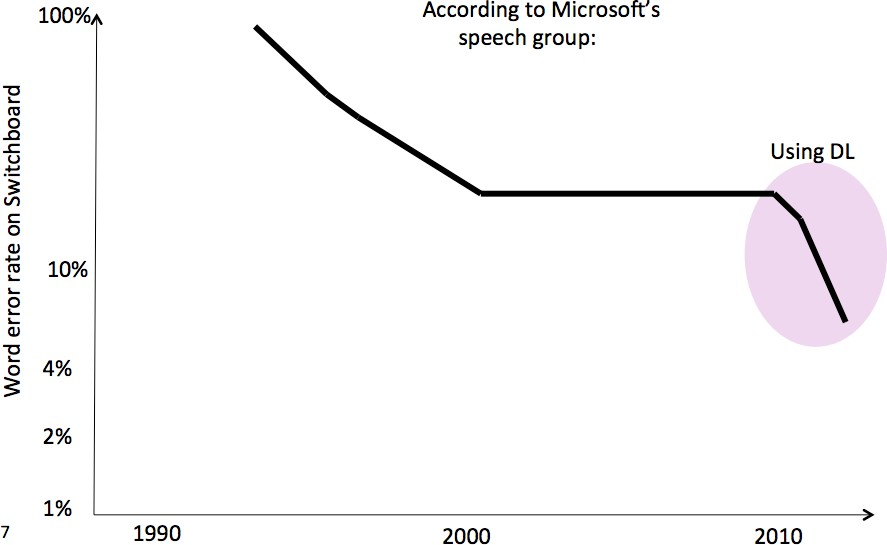 According to Microsoft’s
speech group:
100%
Word error rate on Switchboard
Using DL
10%
4%
2%
1%
7
1990
2000
2010